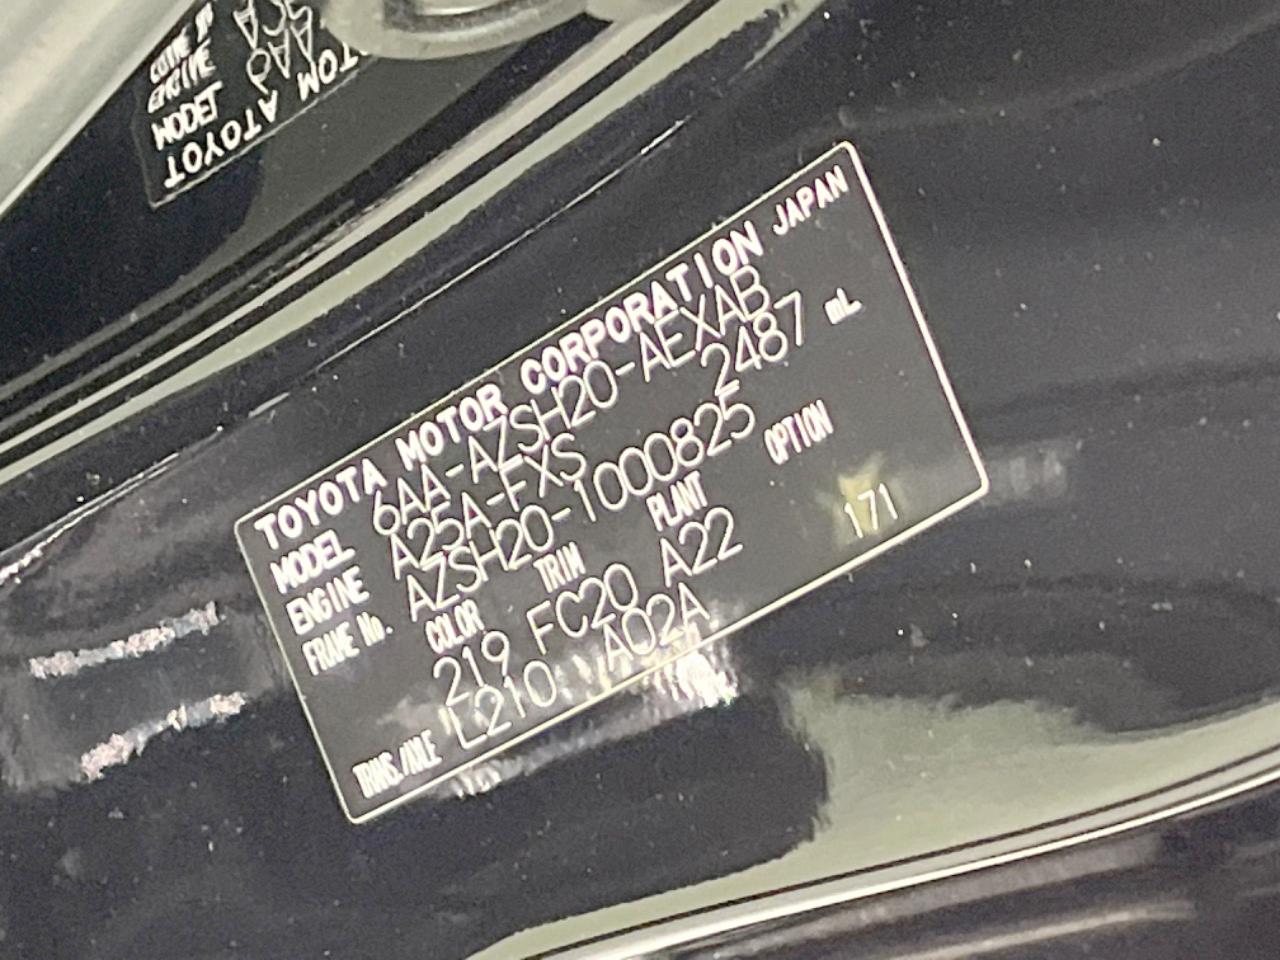 TOYOTA MOTOR CORPORATION JAPAN
MODEL 6AA-AZSH20-AEXAB
ENGINE A25A-FXS 2487 mL
FRAME No. AZSH20-1000825
COLOR TRIM PLANT OPTION
219 FC20 A22 171
TRANS./AXLE L210 A02A
ENGINE
MODEL
TOYOTA MOT